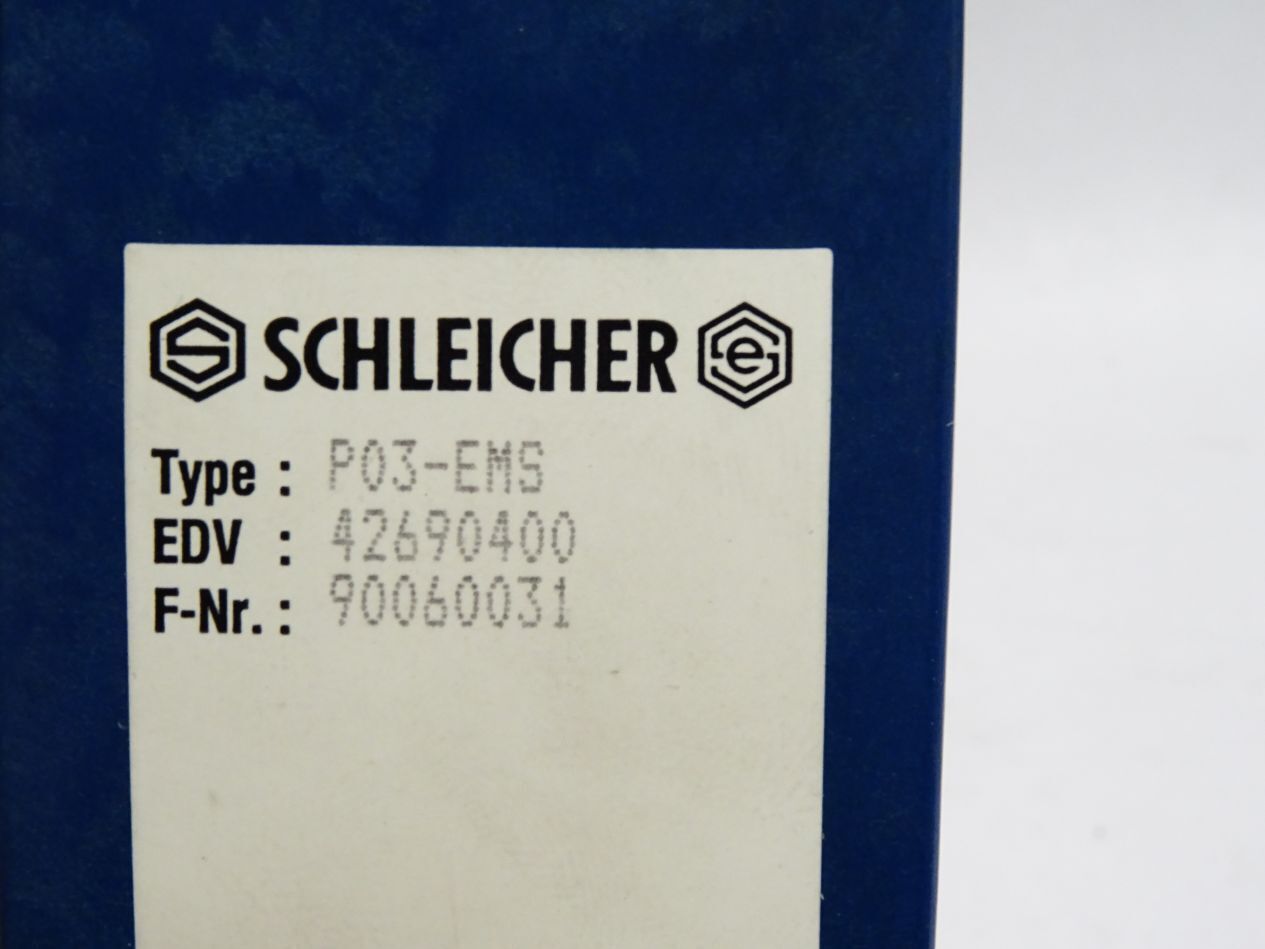 SCHLEICHER
Type : P03-EMS
EDV : 42690400
F-Nr. : 90060031